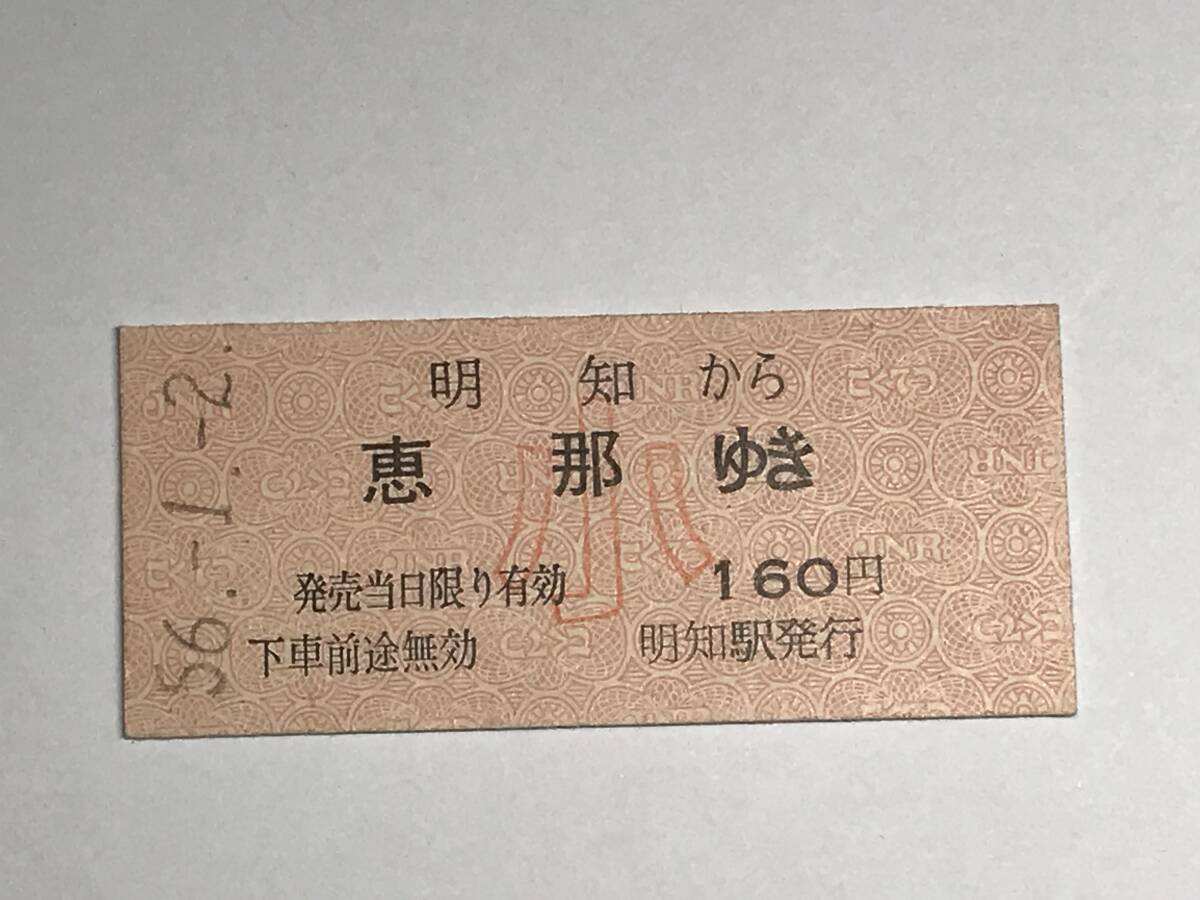 56.-1.-2.
明知から
恵那ゆき
小
発売当日限り有効 160円
下車前途無効 明知駅発行